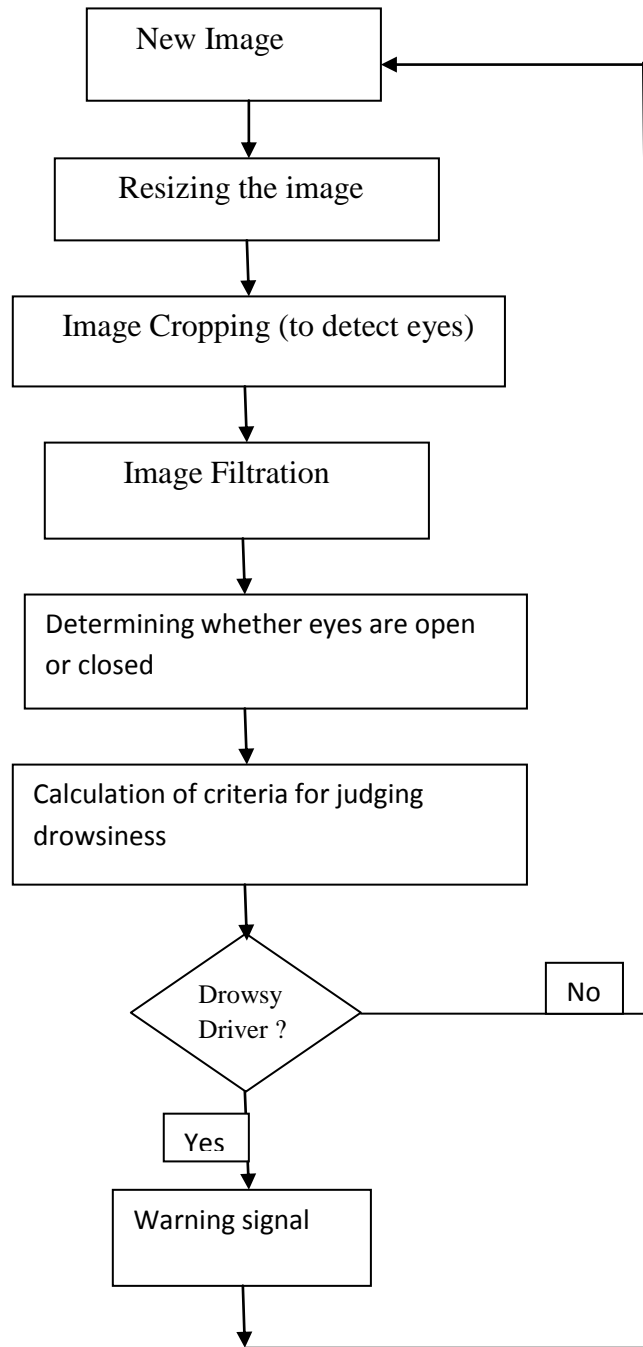 New Image
Resizing the image
Image Cropping (to detect eyes)
Image Filtration
Determining whether eyes are open
or closed
Calculation of criteria for judging
drowsiness
Drowsy
Driver ?
No
Yes
Warning signal